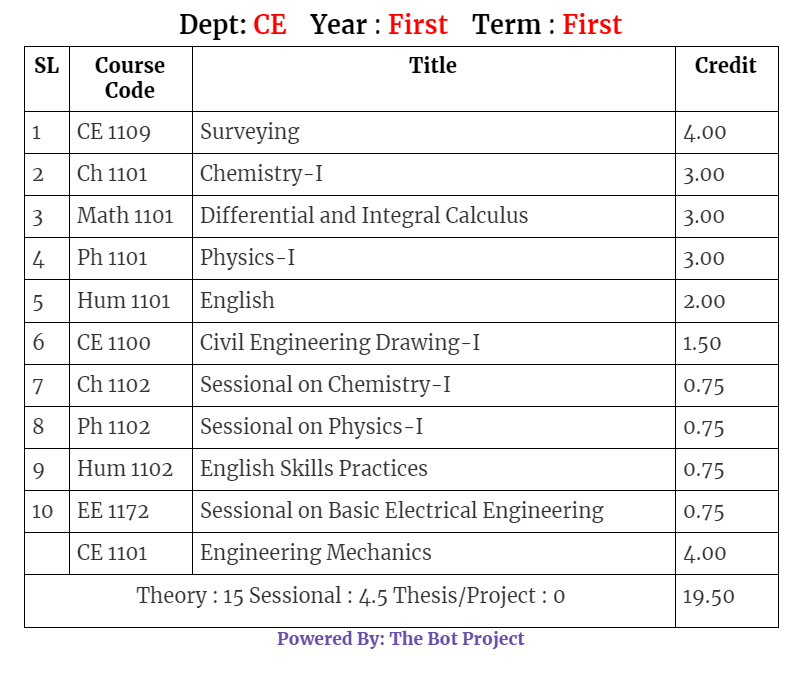 Dept: CE Year : First Term : First
SL Course Code Title Credit
1 CE 1109 Surveying 4.00
2 Ch 1101 Chemistry-I 3.00
3 Math 1101 Differential and Integral Calculus 3.00
4 Ph 1101 Physics-I 3.00
5 Hum 1101 English 2.00
6 CE 1100 Civil Engineering Drawing-I 1.50
7 Ch 1102 Sessional on Chemistry-I 0.75
8 Ph 1102 Sessional on Physics-I 0.75
9 Hum 1102 English Skills Practices 0.75
10 EE 1172 Sessional on Basic Electrical Engineering 0.75
CE 1101 Engineering Mechanics 4.00
Theory : 15 Sessional : 4.5 Thesis/Project : 0 19.50
Powered By: The Bot Project